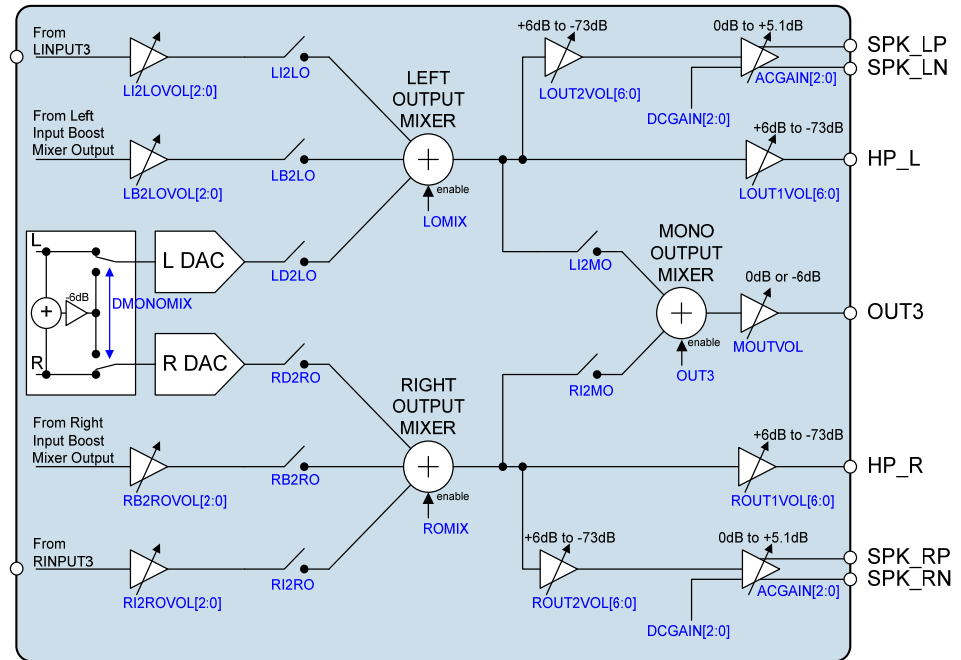 From
LINPUT3
LI2LOVOL[2:0]
LI2LO
+6dB to -73dB
LOUT2VOL[6:0]
0dB to +5.1dB
ACGAIN[2:0]
DCGAIN[2:0]
SPK_LP
SPK_LN
From Left
Input Boost
Mixer Output
LB2LOVOL[2:0]
LB2LO
LEFT
OUTPUT
MIXER
+
enable
LOMIX
+6dB to -73dB
LOUT1VOL[6:0]
HP_L
L
R
+
-6dB
DMONOMIX
L DAC
LD2LO
R DAC
RD2RO
LI2MO
RI2MO
MONO
OUTPUT
MIXER
+
enable
OUT3
0dB or -6dB
MOUTVOL
OUT3
From Right
Input Boost
Mixer Output
RB2ROVOL[2:0]
RB2RO
RIGHT
OUTPUT
MIXER
+
enable
ROMIX
+6dB to -73dB
ROUT1VOL[6:0]
HP_R
From
RINPUT3
RI2ROVOL[2:0]
RI2RO
+6dB to -73dB
ROUT2VOL[6:0]
0dB to +5.1dB
ACGAIN[2:0]
DCGAIN[2:0]
SPK_RP
SPK_RN